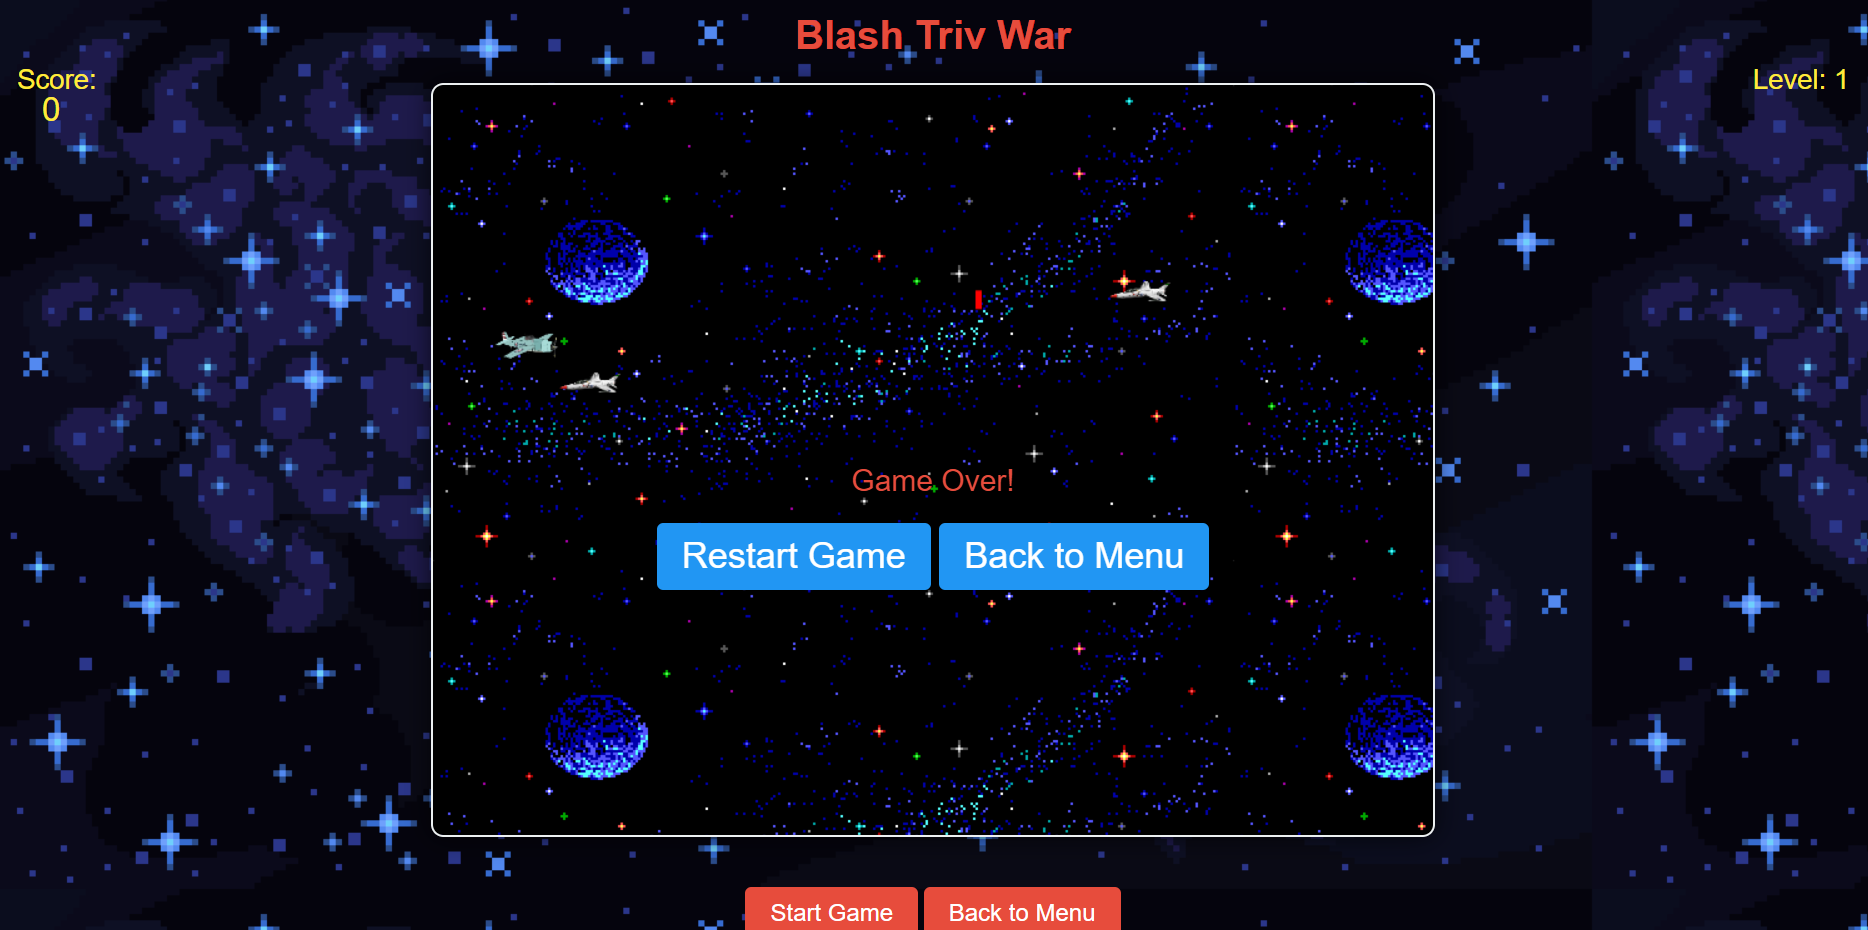 Blash Triv War
Score:
0
Level: 1
Game Over!
Restart Game
Back to Menu
Start Game
Back to Menu